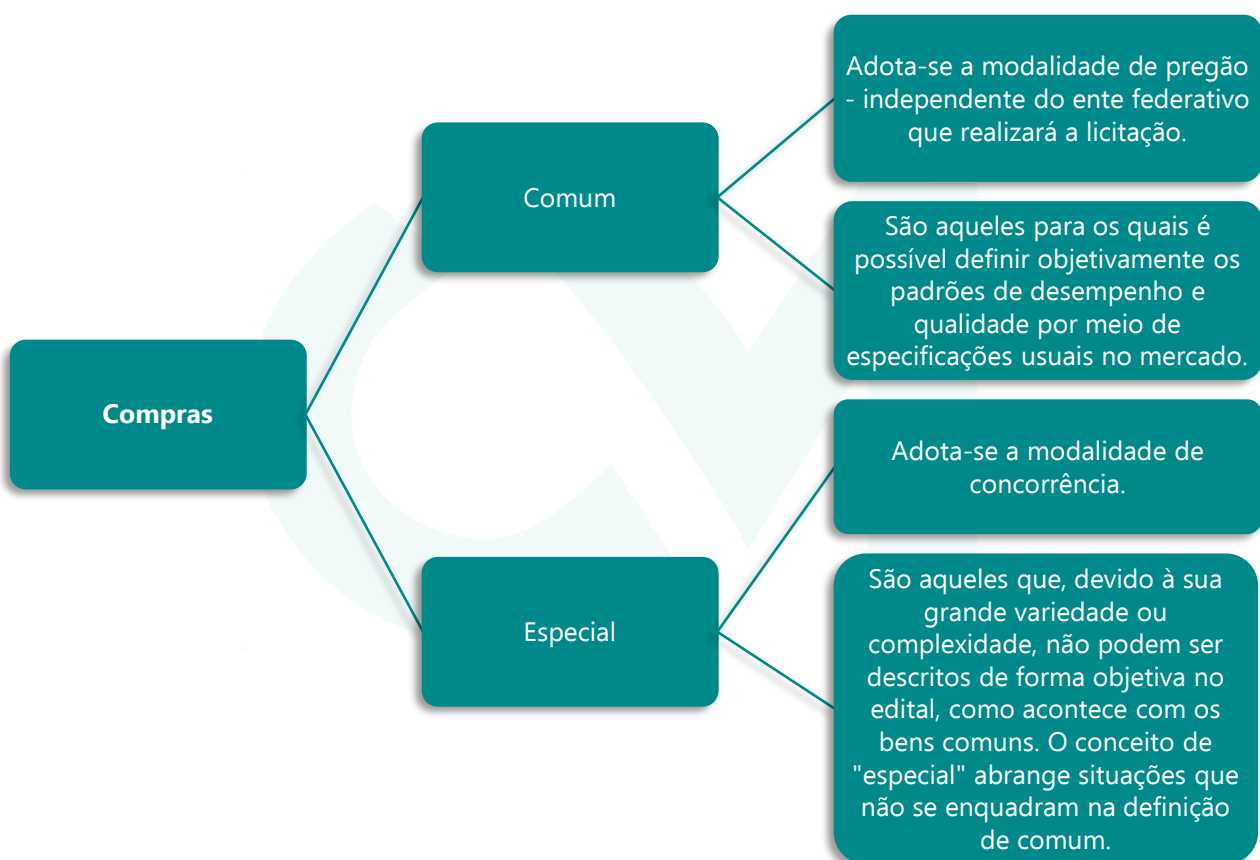 Compras
Comum
Adota-se a modalidade de pregão
- independente do ente federativo
que realizará a licitação.
São aqueles para os quais é
possível definir objetivamente os
padrões de desempenho e
qualidade por meio de
especificações usuais no mercado.
Especial
Adota-se a modalidade de
concorrência.
São aqueles que, devido à sua
grande variedade ou
complexidade, não podem ser
descritos de forma objetiva no
edital, como acontece com os
bens comuns. O conceito de
"especial" abrange situações que
não se enquadram na definição
de comum.